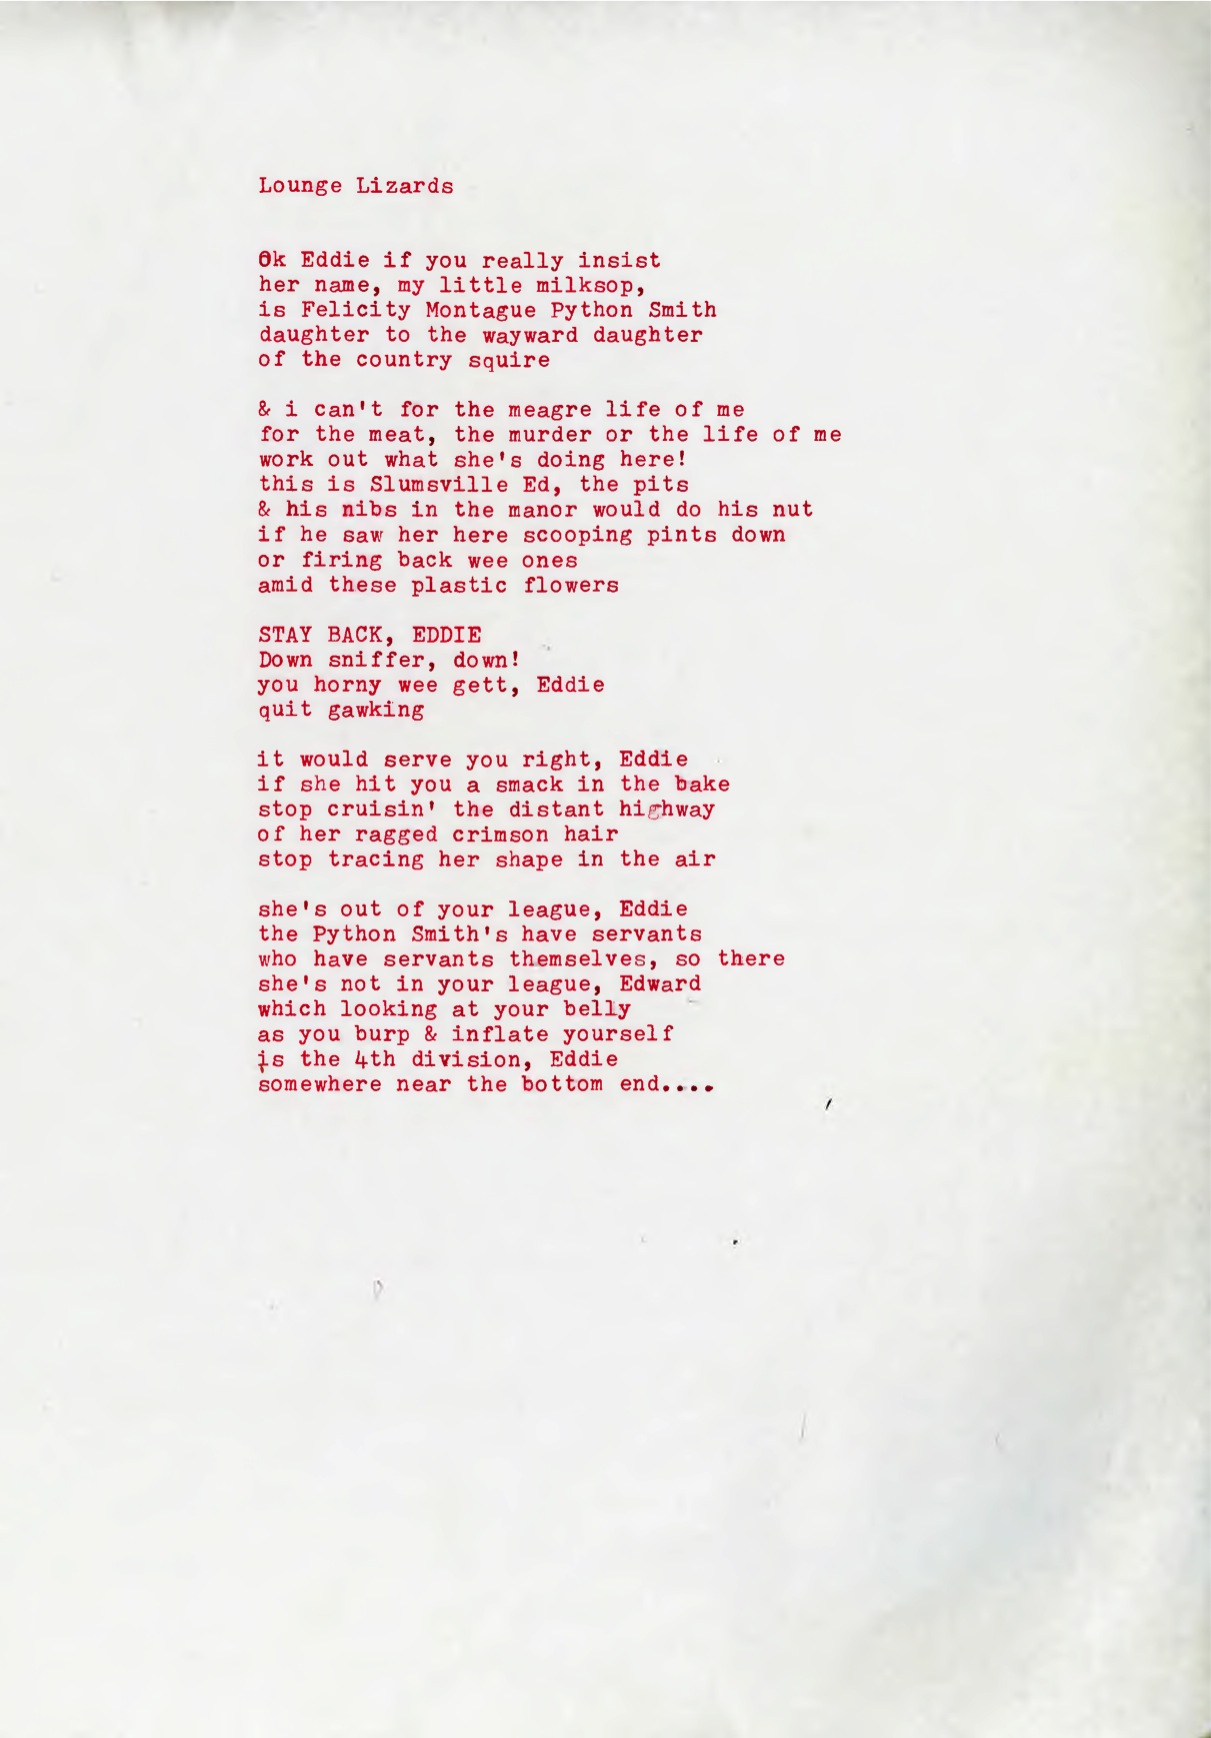 Lounge Lizards
Ok Eddie if you really insist
her name, my little milksop,
is Felicity Montague Python Smith
daughter to the wayward daughter
of the country squire
& i can't for the meagre life of me
for the meat, the murder or the life of me
work out what she's doing here!
this is Slumsville Ed, the pits
& his nibs in the manor would do his nut
if he saw her here scooping pints down
or firing back wee ones
amid these plastic flowers
STAY BACK, EDDIE
Down sniffer, down!
you horny wee gett, Eddie
quit gawking
it would serve you right, Eddie
if she hit you a smack in the bake
stop cruisin' the distant highway
of her ragged crimson hair
stop tracing her shape in the air
she's out of your league, Eddie
the Python Smith's have servants
who have servants themselves, so there
she's not in your league, Edward
which looking at your belly
as you burp & inflate yourself
is the 4th division, Eddie
somewhere near the bottom end....